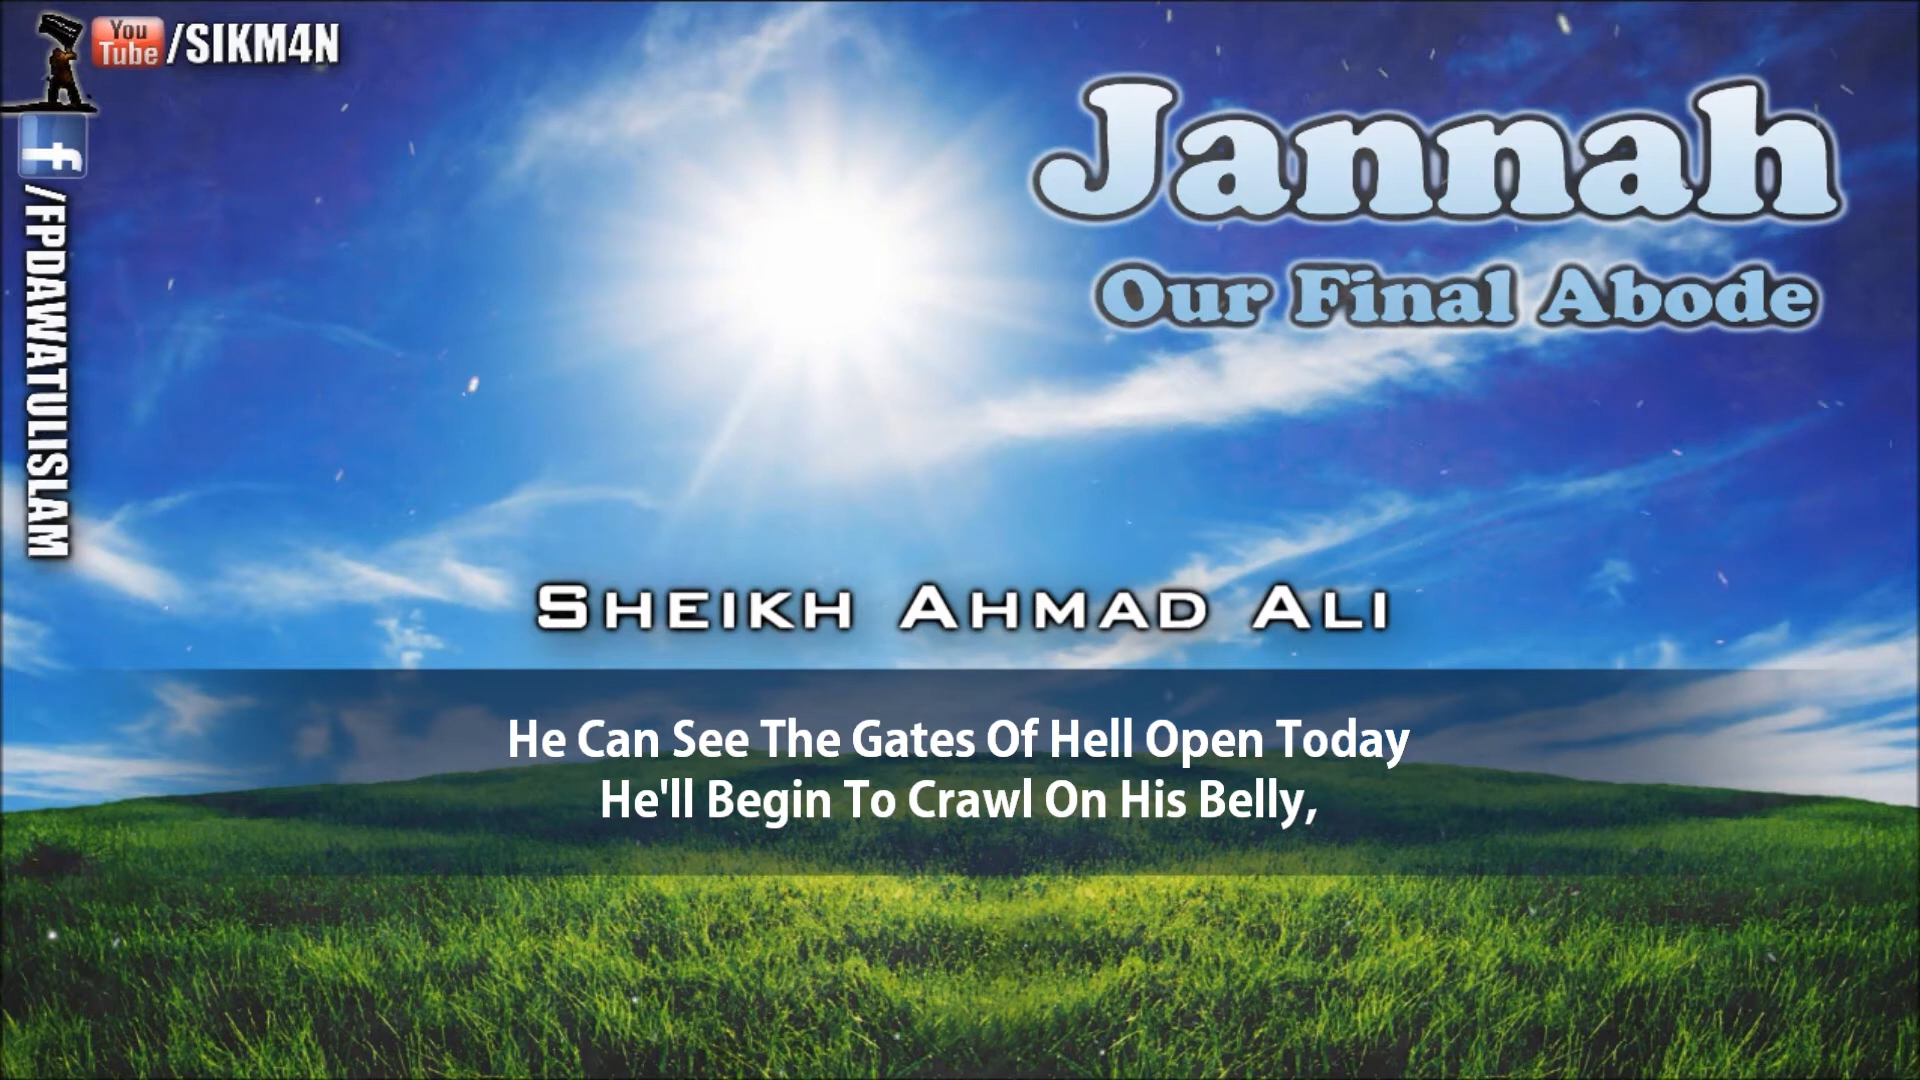 You
Tube /SIKM4N
f /FPDAWATULISLAM
Jannah
Our Final Abode
SHEIKH AHMAD ALI
He Can See The Gates Of Hell Open Today
He'll Begin To Crawl On His Belly,